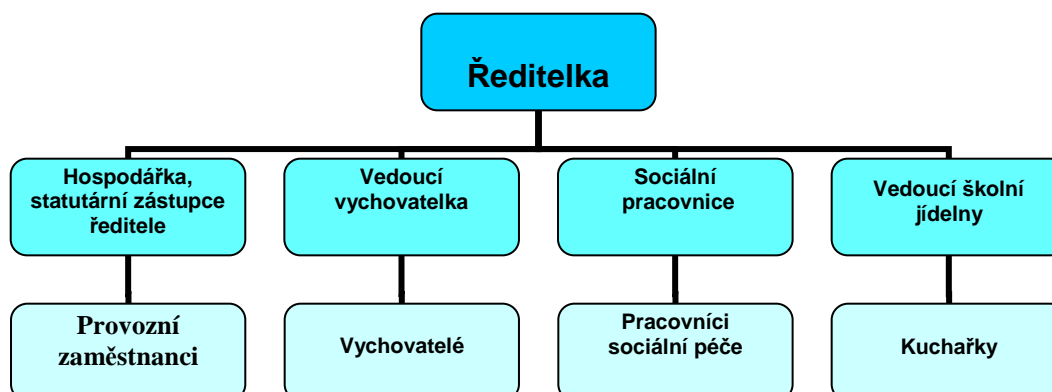 Ředitelka
Hospodářka,
statutární zástupce
ředitele
Vedoucí
vychovatelka
Sociální
pracovnice
Vedoucí školní
jídelny
Provozní
zaměstnanci
Vychovatelé
Pracovníci
sociální péče
Kuchařky